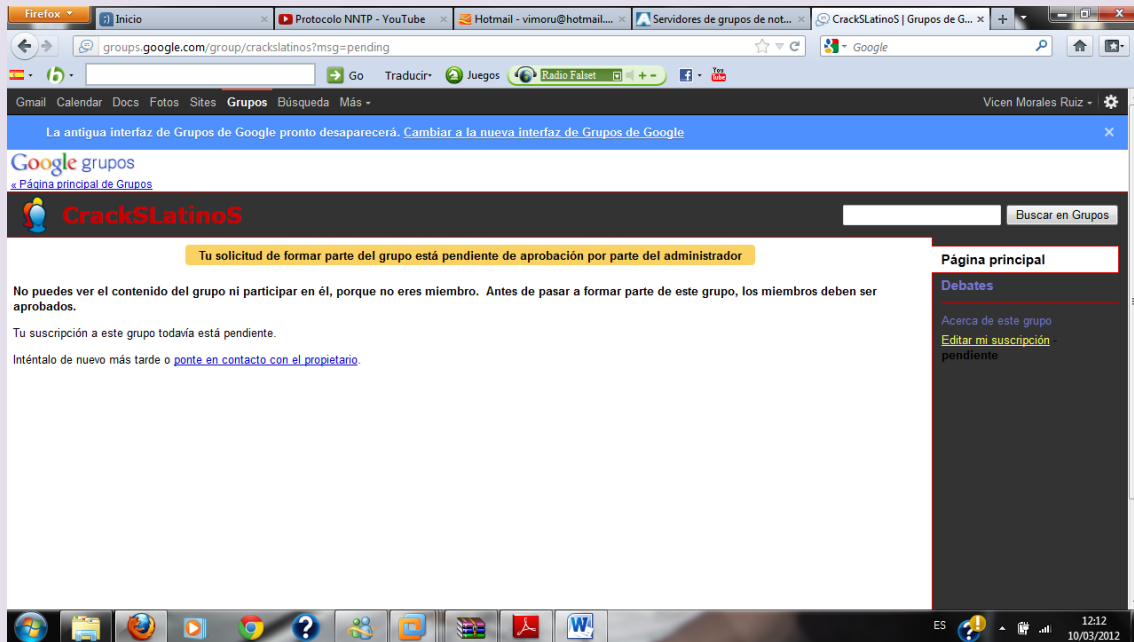 Firefox
Inicio
Protocolo NNTP - YouTube
Hotmail - vimoru@hotmail....
Servidores de grupos de not...
CrackSLatinoS | Grupos de G...
groups.google.com/group/crackslatinos?msg=pending
Google
Go
Traducir
Juegos
Radio Falset
You Tube
Gmail Calendar Docs Fotos Sites Grupos Búsqueda Más
Vicen Morales Ruiz
La antigua interfaz de Grupos de Google pronto desaparecerá. Cambiar a la nueva interfaz de Grupos de Google
Google grupos
« Página principal de Grupos
CrackSLatinoS
Buscar en Grupos
Tu solicitud de formar parte del grupo está pendiente de aprobación por parte del administrador
No puedes ver el contenido del grupo ni participar en él, porque no eres miembro. Antes de pasar a formar parte de este grupo, los miembros deben ser
aprobados.
Tu suscripción a este grupo todavía está pendiente.
Inténtalo de nuevo más tarde o ponte en contacto con el propietario.
Página principal
Debates
Acerca de este grupo
Editar mi suscripción -
pendiente
ES
12:12
10/03/2012